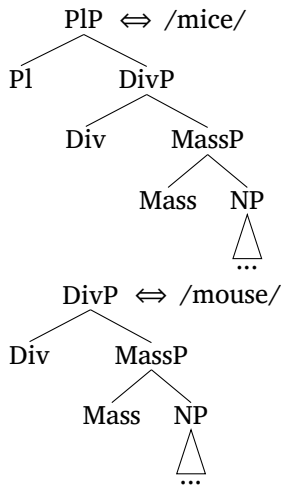 PlP ⇔ /mice/
Pl DivP
Div MassP
Mass NP
...
DivP ⇔ /mouse/
Div MassP
Mass NP
...